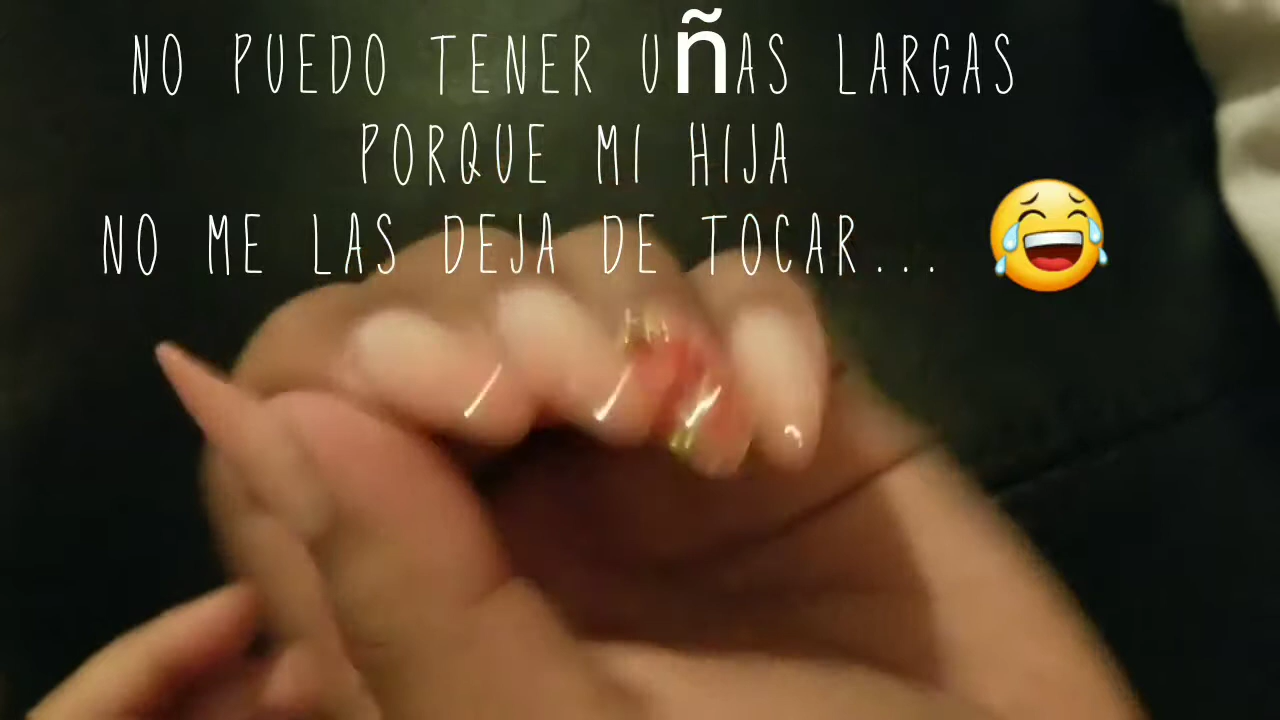 NO PUEDO TENER UñAS LARGAS
PORQUE MI HIJA
NO ME LAS DEJA DE TOCAR... 😂